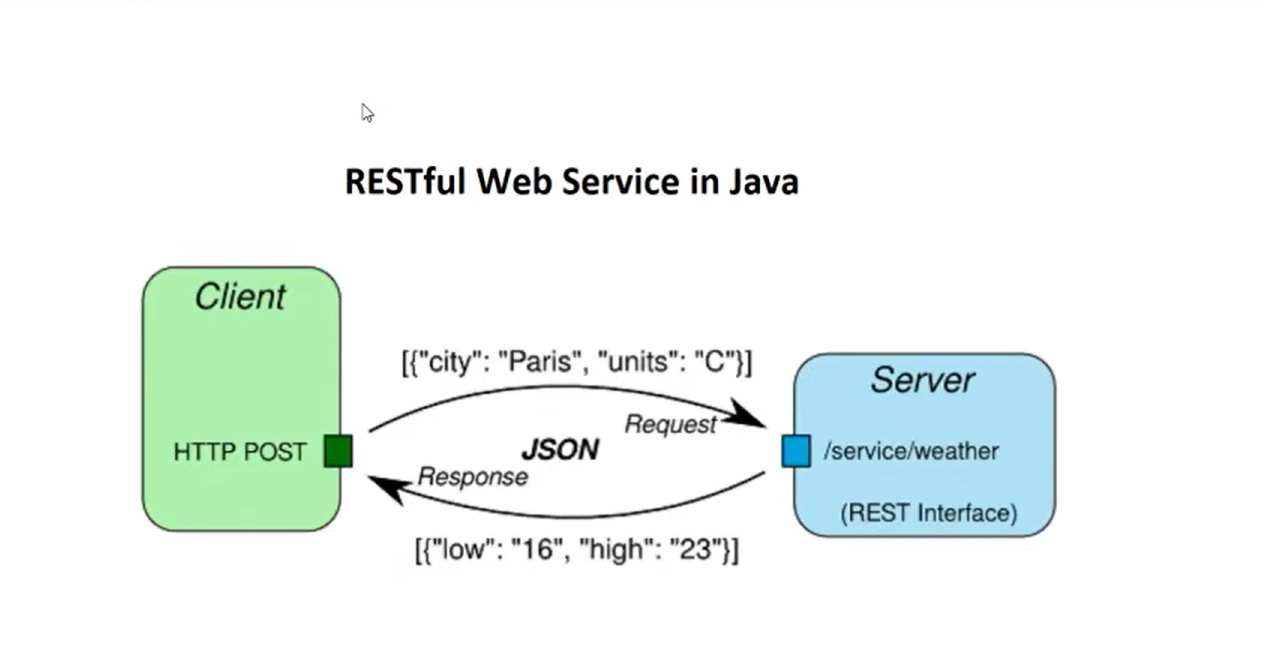 RESTful Web Service in Java
Client
HTTP POST
[{"city": "Paris", "units": "C"}]
Request
JSON
Response
[{"low": "16", "high": "23"}]
Server
/service/weather
(REST Interface)